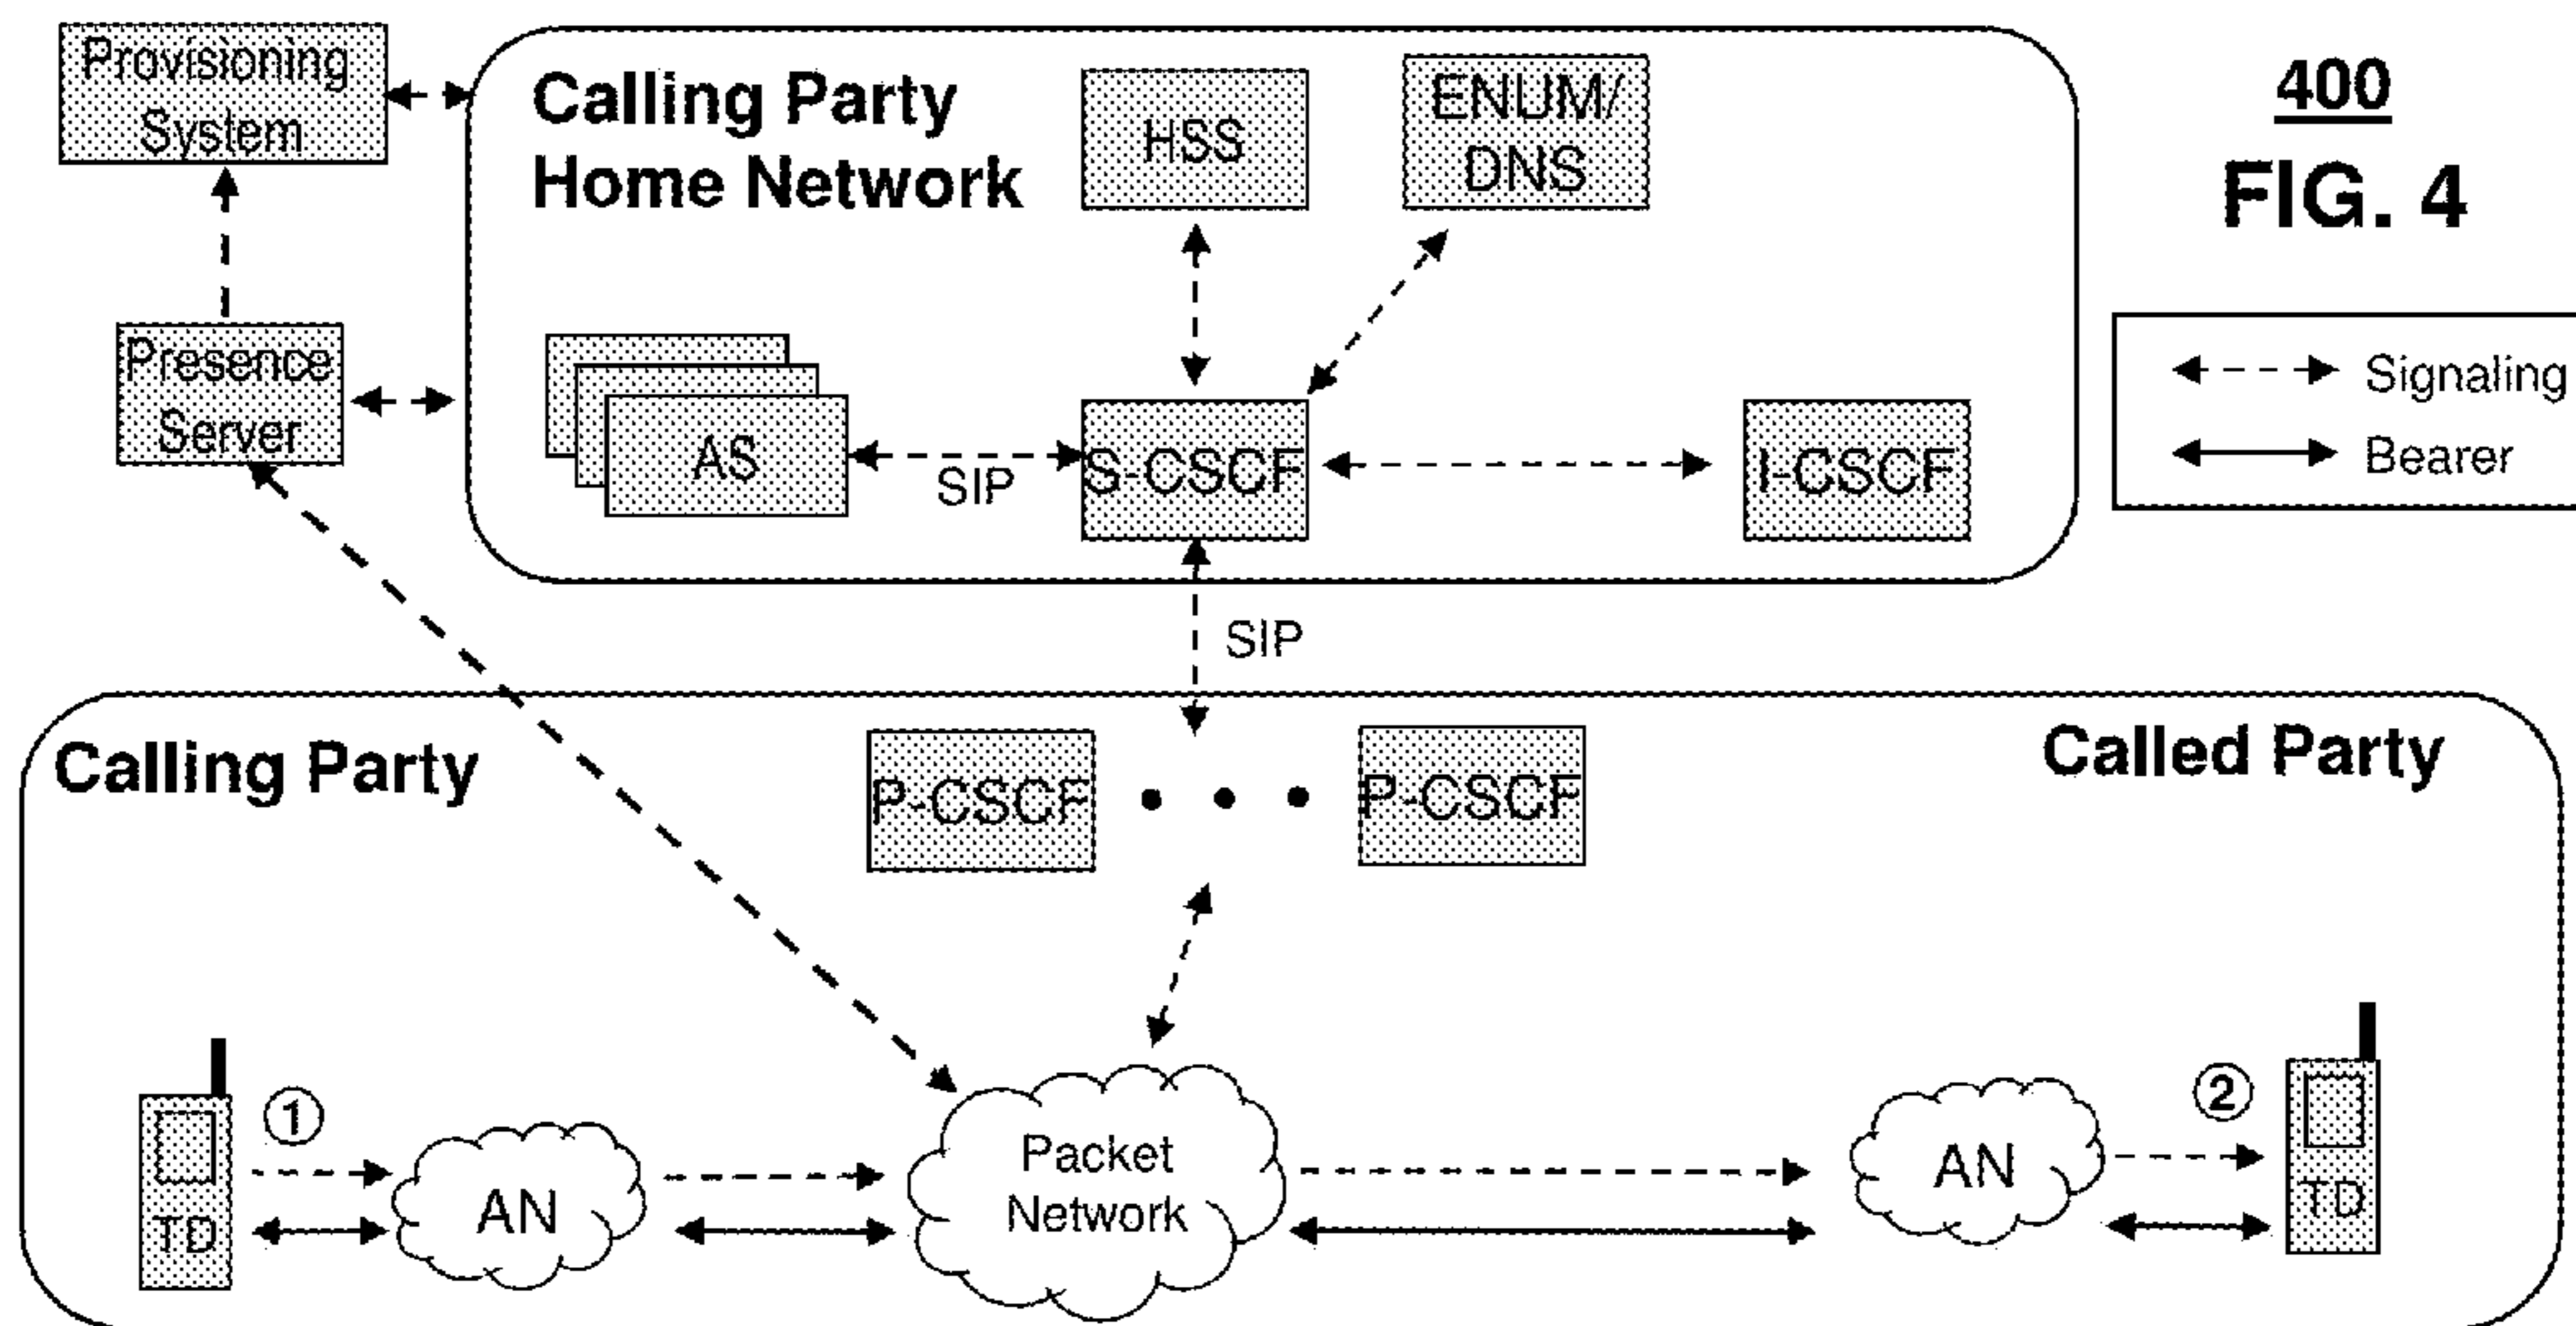 Provisioning
System
Calling Party
Home Network
HSS
ENUM/
DNS
400
FIG. 4
Presence
Server
AS
SIP
S-CSCF
I-CSCF
Signaling
Bearer
SIP
Calling Party
P-CSCF
P-CSCF
Called Party
1
TD
AN
Packet
Network
AN
2
TD